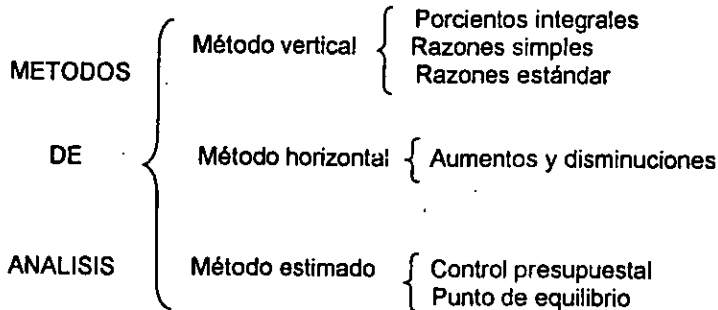 METODOS
DE
ANALISIS
Método vertical
Porcientos integrales
Razones simples
Razones estándar
Método horizontal
Aumentos y disminuciones
Método estimado
Control presupuestal
Punto de equilibrio